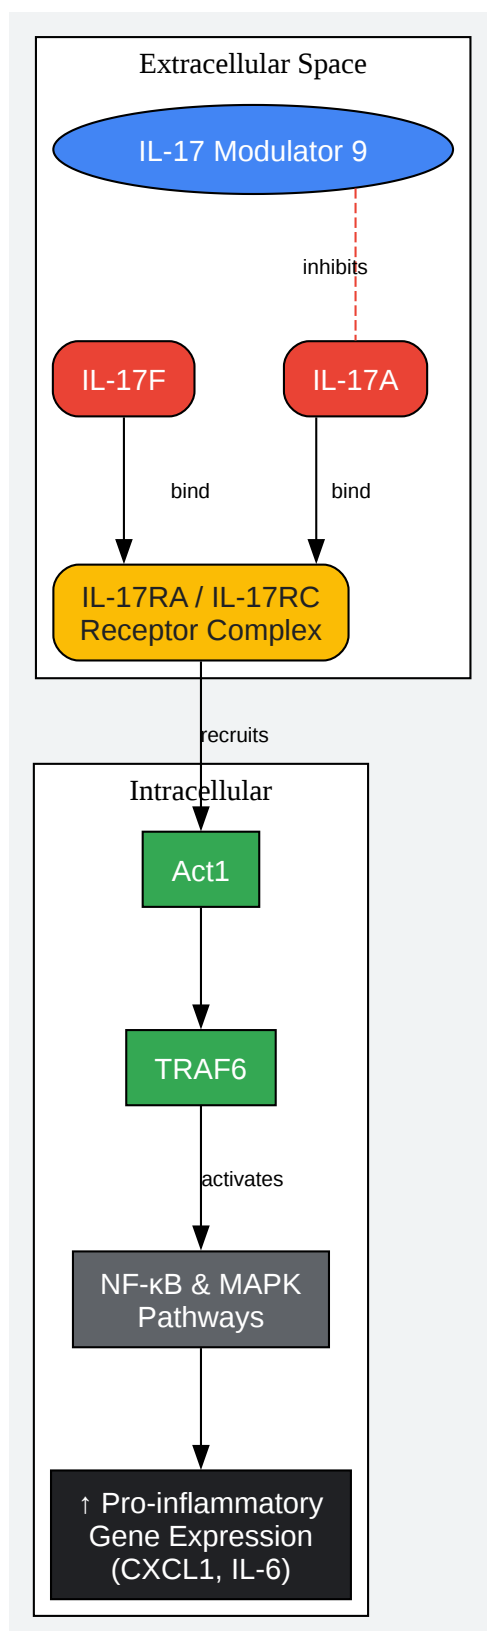 Extracellular Space
IL-17 Modulator 9
inhibits
IL-17F
IL-17A
bind
bind
IL-17RA / IL-17RC
Receptor Complex
recruits
Intracellular
Act1
TRAF6
activates
NF-κB & MAPK
Pathways
↑ Pro-inflammatory
Gene Expression
(CXCL1, IL-6)